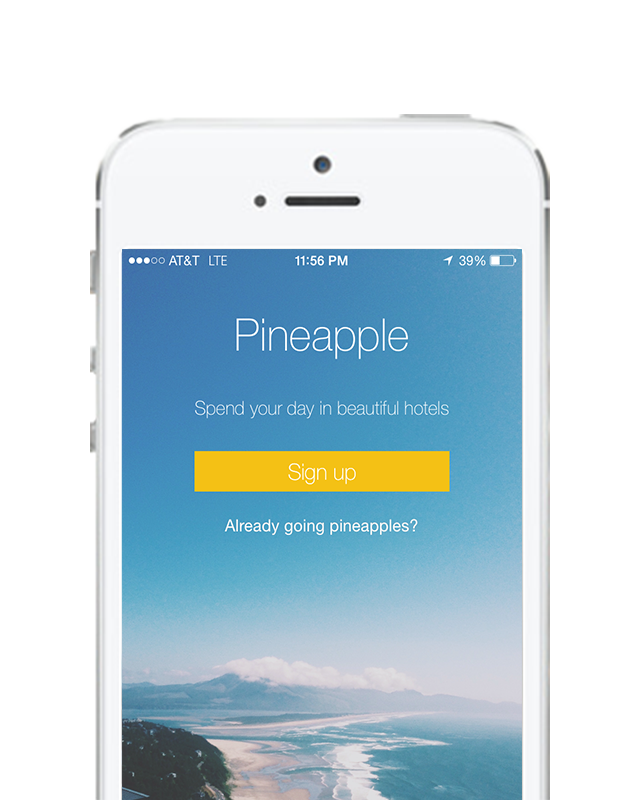 AT&T LTE 11:56 PM 39%
Pineapple
Spend your day in beautiful hotels
Sign up
Already going pineapples?